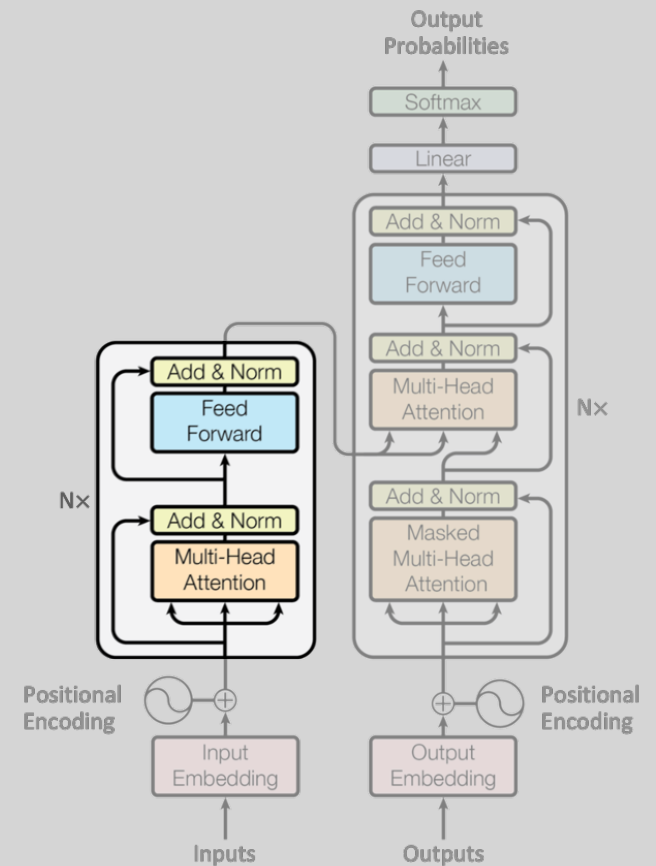 Output
Probabilities
Softmax
Linear
Add & Norm
Feed
Forward
Add & Norm
Multi-Head
Attention
Nx
Add & Norm
Masked
Multi-Head
Attention
Add & Norm
Feed
Forward
Nx
Add & Norm
Multi-Head
Attention
Positional
Encoding
Positional
Encoding
Input
Embedding
Output
Embedding
Inputs
Outputs